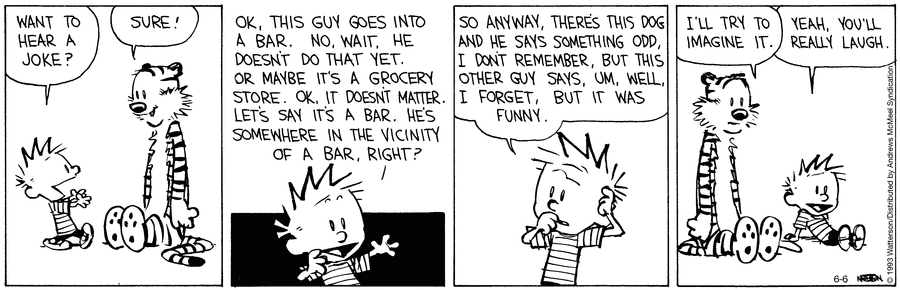 WANT TO
HEAR A
JOKE?
SURE!
OK, THIS GUY GOES INTO
A BAR. NO, WAIT, HE
DOESN'T DO THAT YET.
OR MAYBE IT'S A GROCERY
STORE. OK, IT DOESN'T MATTER.
LET'S SAY IT'S A BAR. HE'S
SOMEWHERE IN THE VICINITY
OF A BAR, RIGHT?
SO ANYWAY, THERE'S THIS DOG
AND HE SAYS SOMETHING ODD,
I DON'T REMEMBER, BUT THIS
OTHER GUY SAYS, UM, WELL,
I FORGET, BUT IT WAS
FUNNY.
I'LL TRY TO
IMAGINE IT.
YEAH, YOU'LL
REALLY LAUGH.
© 1993 Watterson/Distributed by Andrews McMeel Syndication
6-6